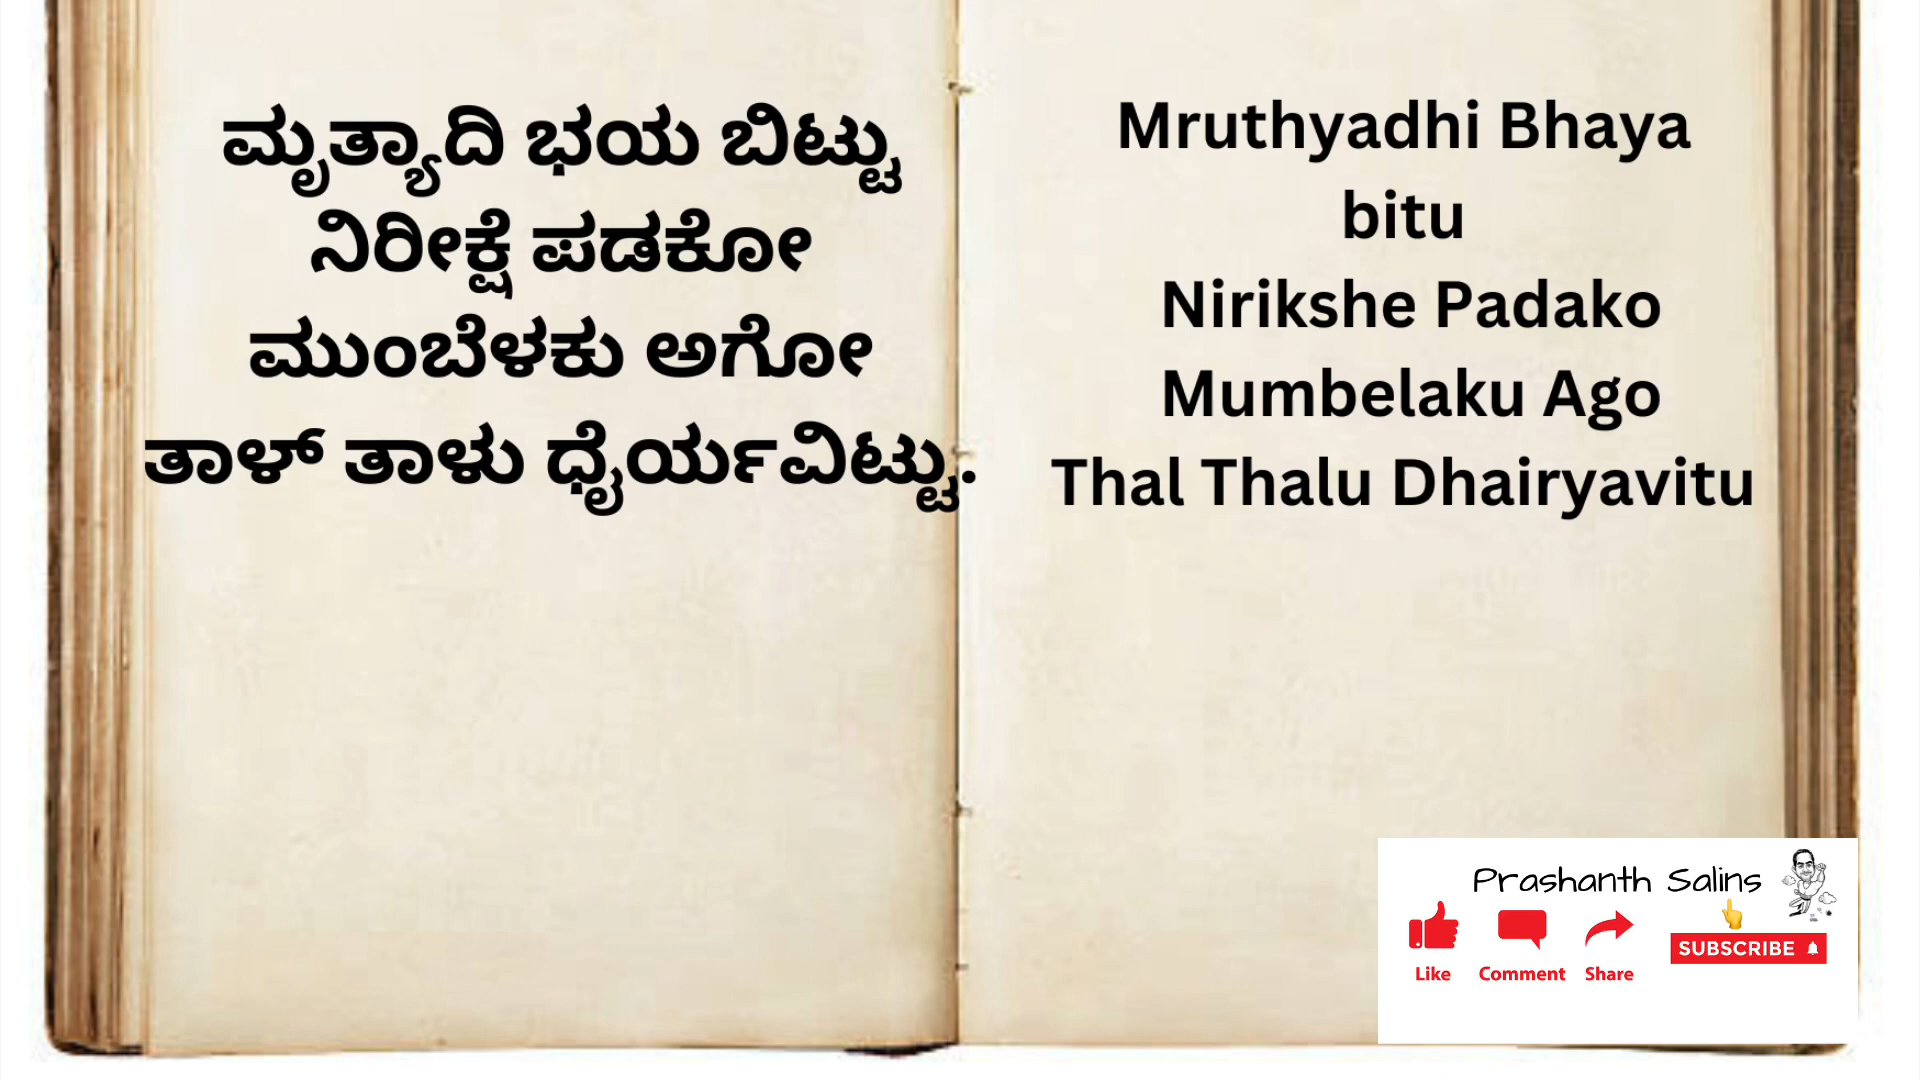 ಮೃತ್ಯಾದಿ ಭಯ ಬಿಟ್ಟು
ನಿರೀಕ್ಷೆ ಪಡಕೋ
ಮುಂಬೆಳಕು ಅಗೋ
ತಾಳ್ ತಾಳು ಧೈರ್ಯವಿಟ್ಟು.
Mruthyadhi Bhaya
bitu
Nirikshe Padako
Mumbelaku Ago
Thal Thalu Dhairyavitu
Prashanth Salins
Like Comment Share SUBSCRIBE